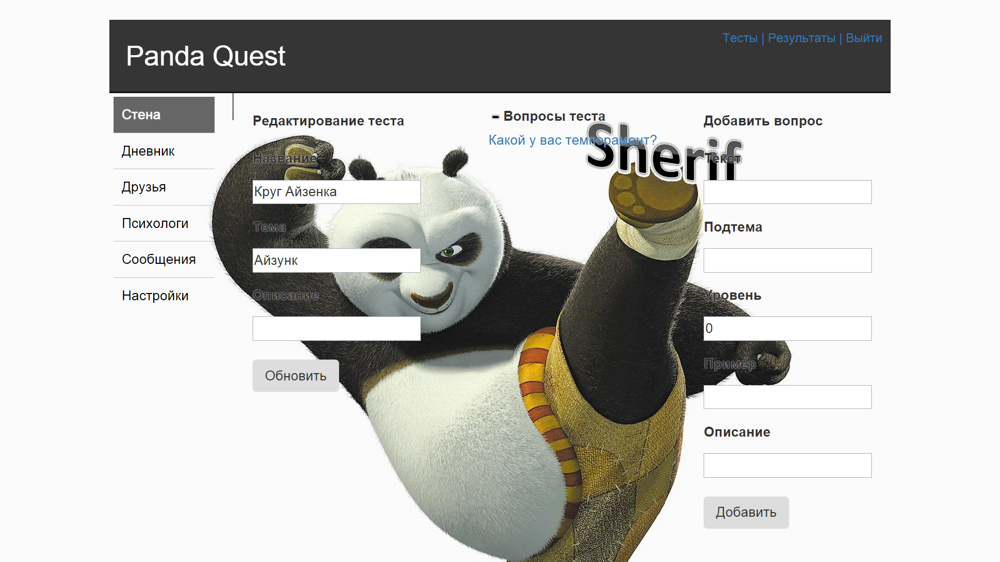 Panda Quest
Тесты | Результаты | Выйти
Стена
Дневник
Друзья
Психологи
Сообщения
Настройки
Редактирование теста
Название
Круг Айзенка
Тема
Айзунк
Описание
Обновить
Вопросы теста
Какой у вас темперамент?
Sherif
Добавить вопрос
Текст
Подтема
Уровень
0
Пример
Описание
Добавить